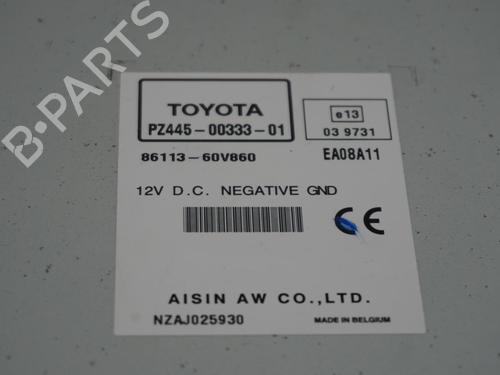 B-PARTS
TOYOTA
PZ445-00333-01
e13
03 9731
86113-60V860
EA08A11
12V D.C. NEGATIVE GND
CE
AISIN AW CO.,LTD.
NZAJ025930
MADE IN BELGIUM